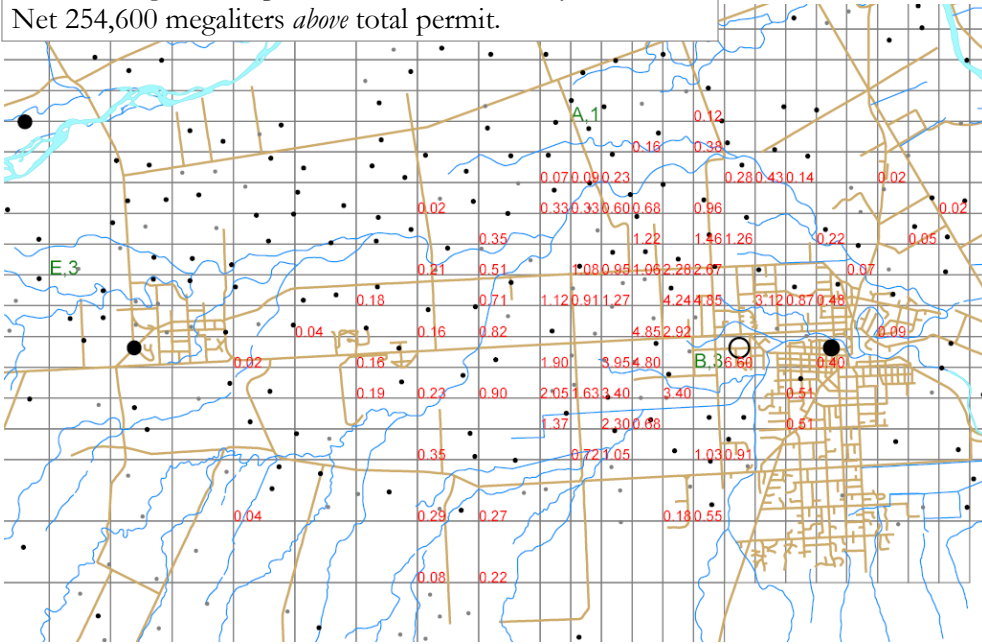 Net 254,600 megaliters above total permit.
A,1
0.12
0.16 0.38
0.07 0.09 0.23 0.28 0.43 0.14 0.02
0.02 0.33 0.33 0.60 0.68 0.96 0.02
0.35 1.22 1.46 1.26 0.22 0.05
E,3 0.21 0.51 1.08 0.95 1.06 2.28 2.67 0.07
0.18 0.71 1.12 0.91 1.27 4.24 4.85 3.12 0.87 0.48
0.04 0.16 0.82 4.85 2.92 0.09
0.02 0.16 1.90 3.95 4.80 B,3 6.60 0.40
0.19 0.23 0.90 2.05 1.63 3.40 3.40 0.51
1.37 2.30 0.68 0.51
0.35 0.72 1.05 1.03 0.91
0.04 0.29 0.27 0.18 0.55
0.08 0.22